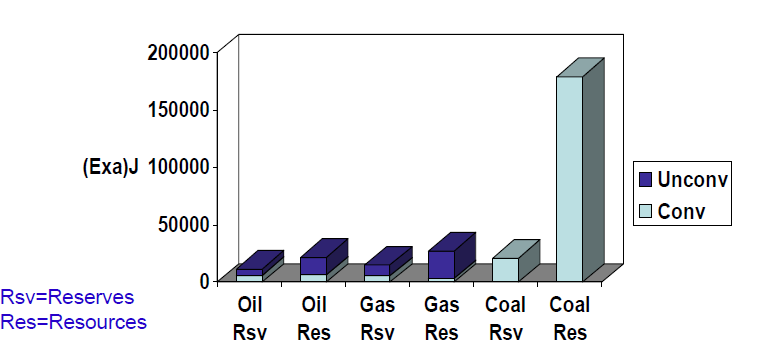 200000
150000
(Exa)J 100000
50000
0
Unconv
Conv
Oil Rsv
Oil Res
Gas Rsv
Gas Res
Coal Rsv
Coal Res
Rsv=Reserves
Res=Resources